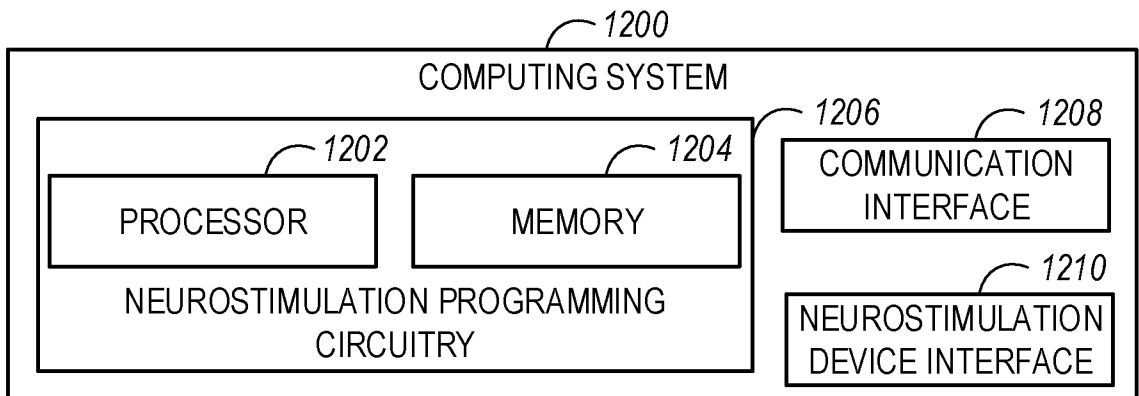 1200
COMPUTING SYSTEM
1206
1208
1202
1204
COMMUNICATION
INTERFACE
PROCESSOR
MEMORY
1210
NEUROSTIMULATION PROGRAMMING
CIRCUITRY
NEUROSTIMULATION
DEVICE INTERFACE